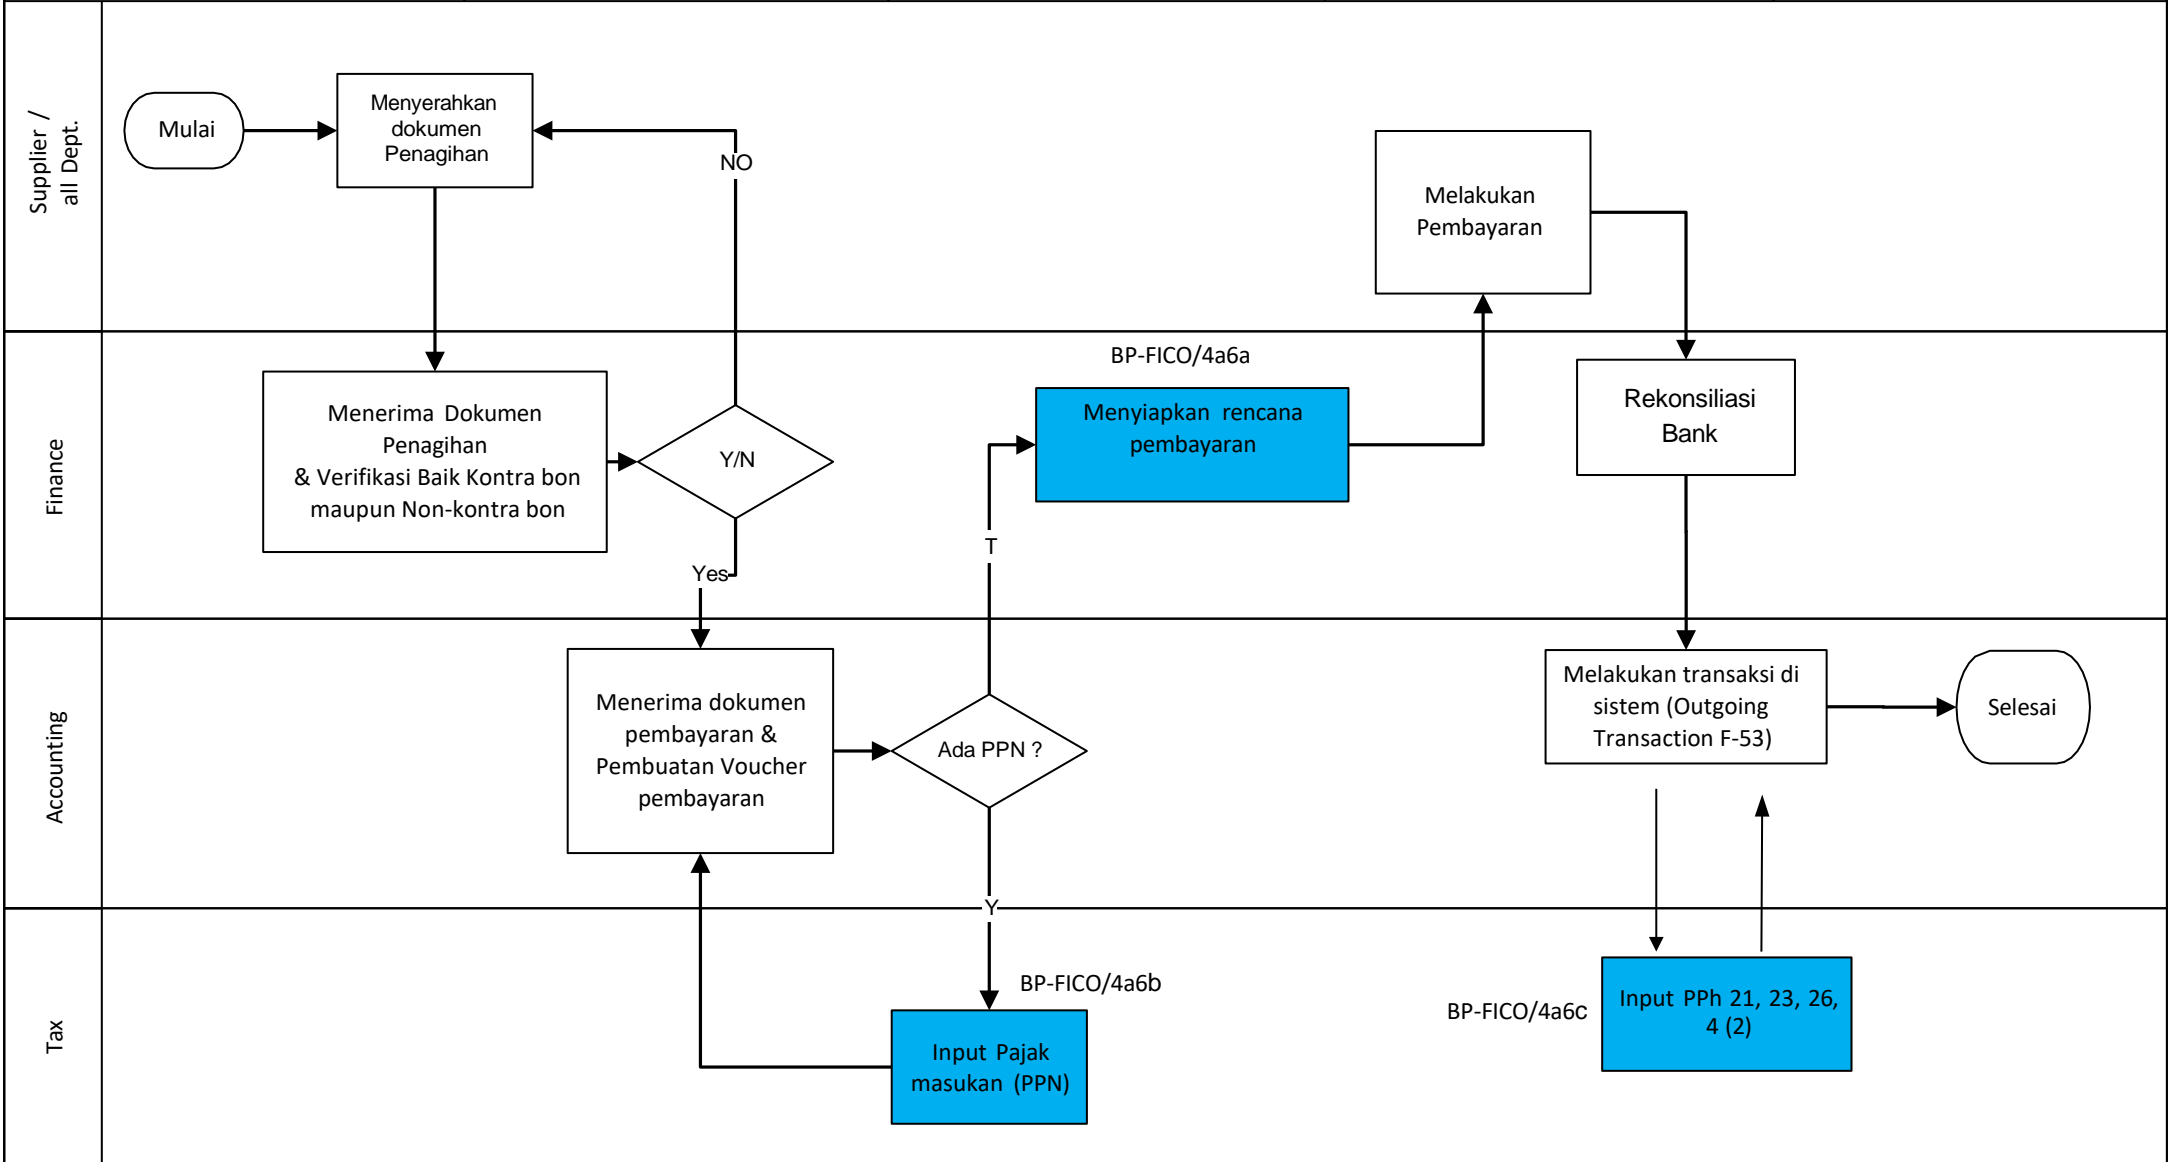 Supplier /
all Dept.
Mulai
Menyerahkan
dokumen
Penagihan
NO
Melakukan
Pembayaran
Finance
Menerima Dokumen
Penagihan
& Verifikasi Baik Kontra bon
maupun Non-kontra bon
Y/N
Yes
BP-FICO/4a6a
Menyiapkan rencana
pembayaran
T
Rekonsiliasi
Bank
Accounting
Menerima dokumen
pembayaran &
Pembuatan Voucher
pembayaran
Ada PPN ?
Y
Melakukan transaksi di
sistem (Outgoing
Transaction F-53)
Selesai
Tax
BP-FICO/4a6b
Input Pajak
masukan (PPN)
BP-FICO/4a6c
Input PPh 21, 23, 26,
4 (2)